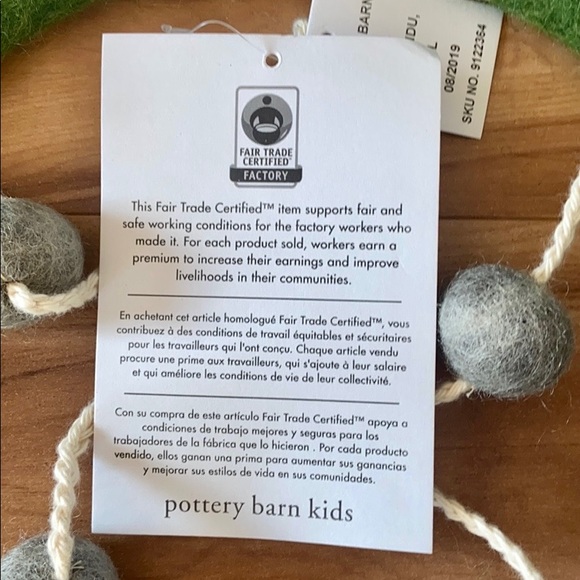 FAIR TRADE
CERTIFIED
FACTORY
This Fair Trade Certified™ item supports fair and
safe working conditions for the factory workers who
made it. For each product sold, workers earn a
premium to increase their earnings and improve
livelihoods in their communities.
En achetant cet article homologué Fair Trade Certified™, vous
contribuez à des conditions de travail équitables et sécuritaires
pour les travailleurs qui l'ont conçu. Chaque article vendu
procure une prime aux travailleurs, qui s'ajoute à leur salaire
et qui améliore les conditions de vie de leur collectivité.
Con su compra de este artículo Fair Trade Certified™ apoya a
condiciones de trabajo mejores y seguras para los
trabajadores de la fábrica que lo hicieron . Por cada producto
vendido, ellos ganan una prima para aumentar sus ganancias
y mejorar sus estilos de vida en sus comunidades.
pottery barn kids
BARN
DU,
L
08/2019
SKU NO. 9122364